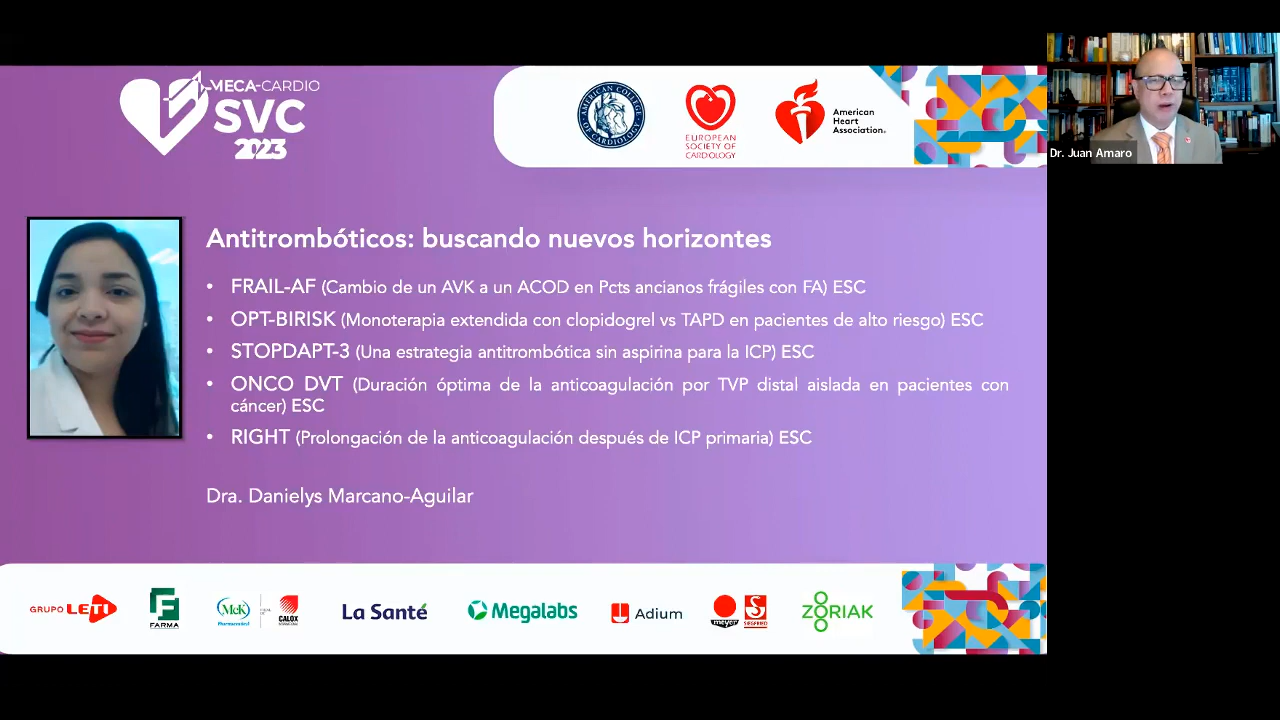 MECA-CARDIO
SVC
2023
AMERICAN COLLEGE OF CARDIOLOGY
EUROPEAN
SOCIETY OF
CARDIOLOGY
American
Heart
Association.
Dr. Juan Amaro
Antitrombóticos: buscando nuevos horizontes
• FRAIL-AF (Cambio de un AVK a un ACOD en Pcts ancianos frágiles con FA) ESC
• OPT-BIRISK (Monoterapia extendida con clopidogrel vs TAPD en pacientes de alto riesgo) ESC
• STOPDAPT-3 (Una estrategia antitrombótica sin aspirina para la ICP) ESC
• ONCO DVT (Duración óptima de la anticoagulación por TVP distal aislada en pacientes con
cáncer) ESC
• RIGHT (Prolongación de la anticoagulación después de ICP primaria) ESC
Dra. Danielys Marcano-Aguilar
GRUPO LETI
FARMA
McK
CALOX
La Santé
Megalabs
Adium
meyer
SIEGFRIED
ZORIAK